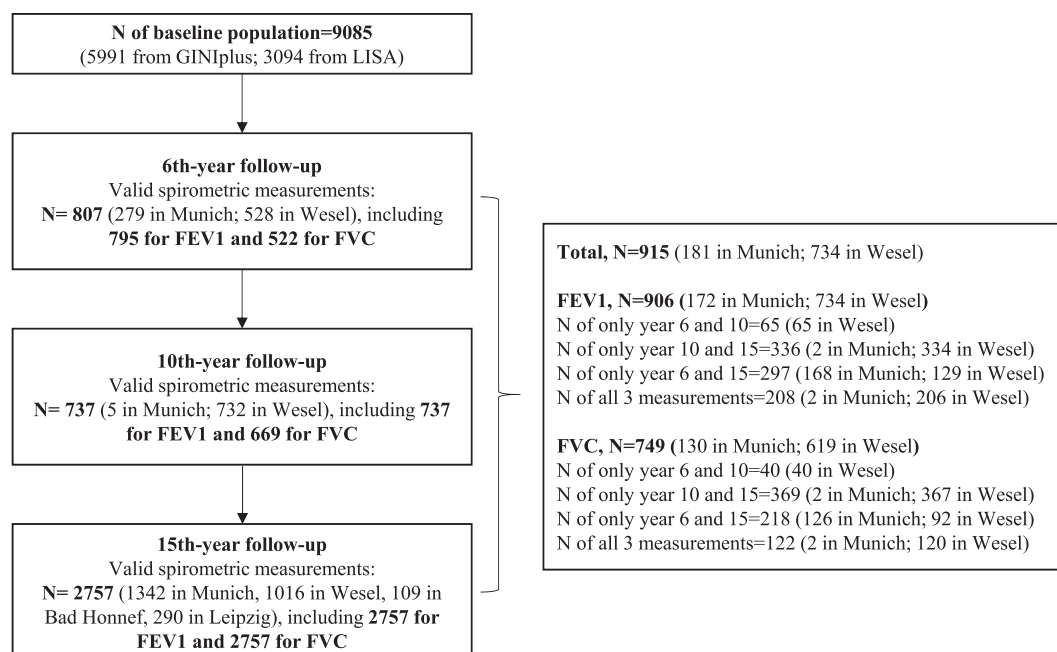 N of baseline population=9085
(5991 from GINIplus; 3094 from LISA)
6th-year follow-up
Valid spirometric measurements:
N= 807 (279 in Munich; 528 in Wesel), including
795 for FEV1 and 522 for FVC
10th-year follow-up
Valid spirometric measurements:
N= 737 (5 in Munich; 732 in Wesel), including 737
for FEV1 and 669 for FVC
15th-year follow-up
Valid spirometric measurements:
N= 2757 (1342 in Munich, 1016 in Wesel, 109 in
Bad Honnef, 290 in Leipzig), including 2757 for
FEV1 and 2757 for FVC
Total, N=915 (181 in Munich; 734 in Wesel)
FEV1, N=906 (172 in Munich; 734 in Wesel)
N of only year 6 and 10=65 (65 in Wesel)
N of only year 10 and 15=336 (2 in Munich; 334 in Wesel)
N of only year 6 and 15=297 (168 in Munich; 129 in Wesel)
N of all 3 measurements=208 (2 in Munich; 206 in Wesel)
FVC, N=749 (130 in Munich; 619 in Wesel)
N of only year 6 and 10=40 (40 in Wesel)
N of only year 10 and 15=369 (2 in Munich; 367 in Wesel)
N of only year 6 and 15=218 (126 in Munich; 92 in Wesel)
N of all 3 measurements=122 (2 in Munich; 120 in Wesel)